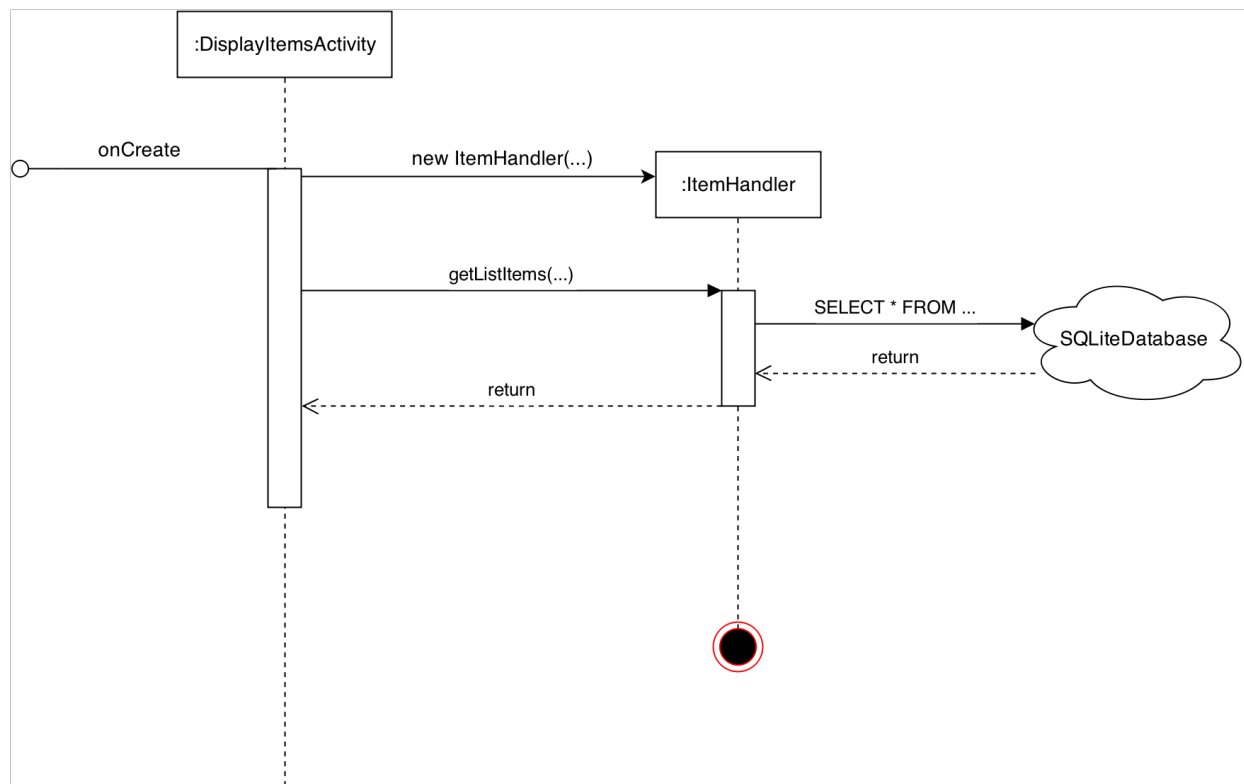 :DisplayItemsActivity
onCreate
new ItemHandler(...)
:ItemHandler
getListItems(...)
SELECT * FROM ...
SQLiteDatabase
return
return